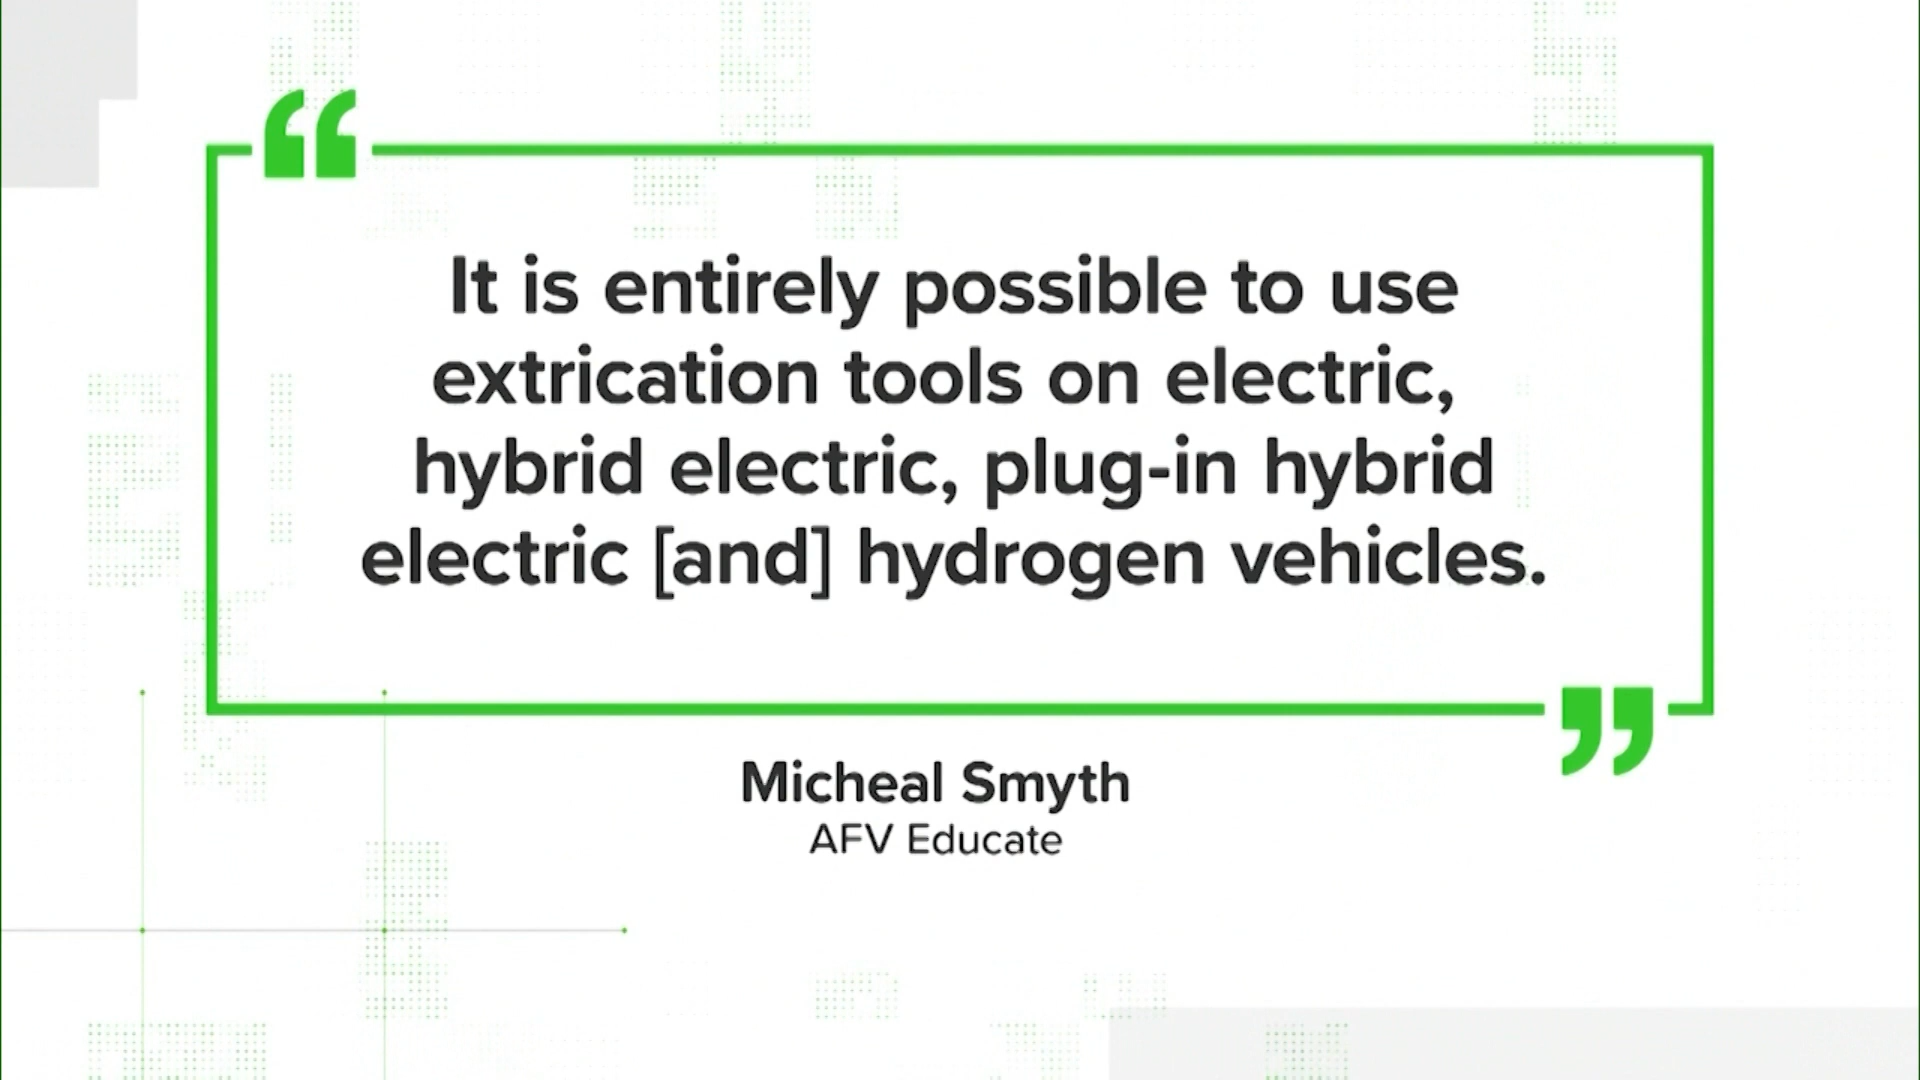 “
It is entirely possible to use
extrication tools on electric,
hybrid electric, plug-in hybrid
electric [and] hydrogen vehicles.
”
Micheal Smyth
AFV Educate